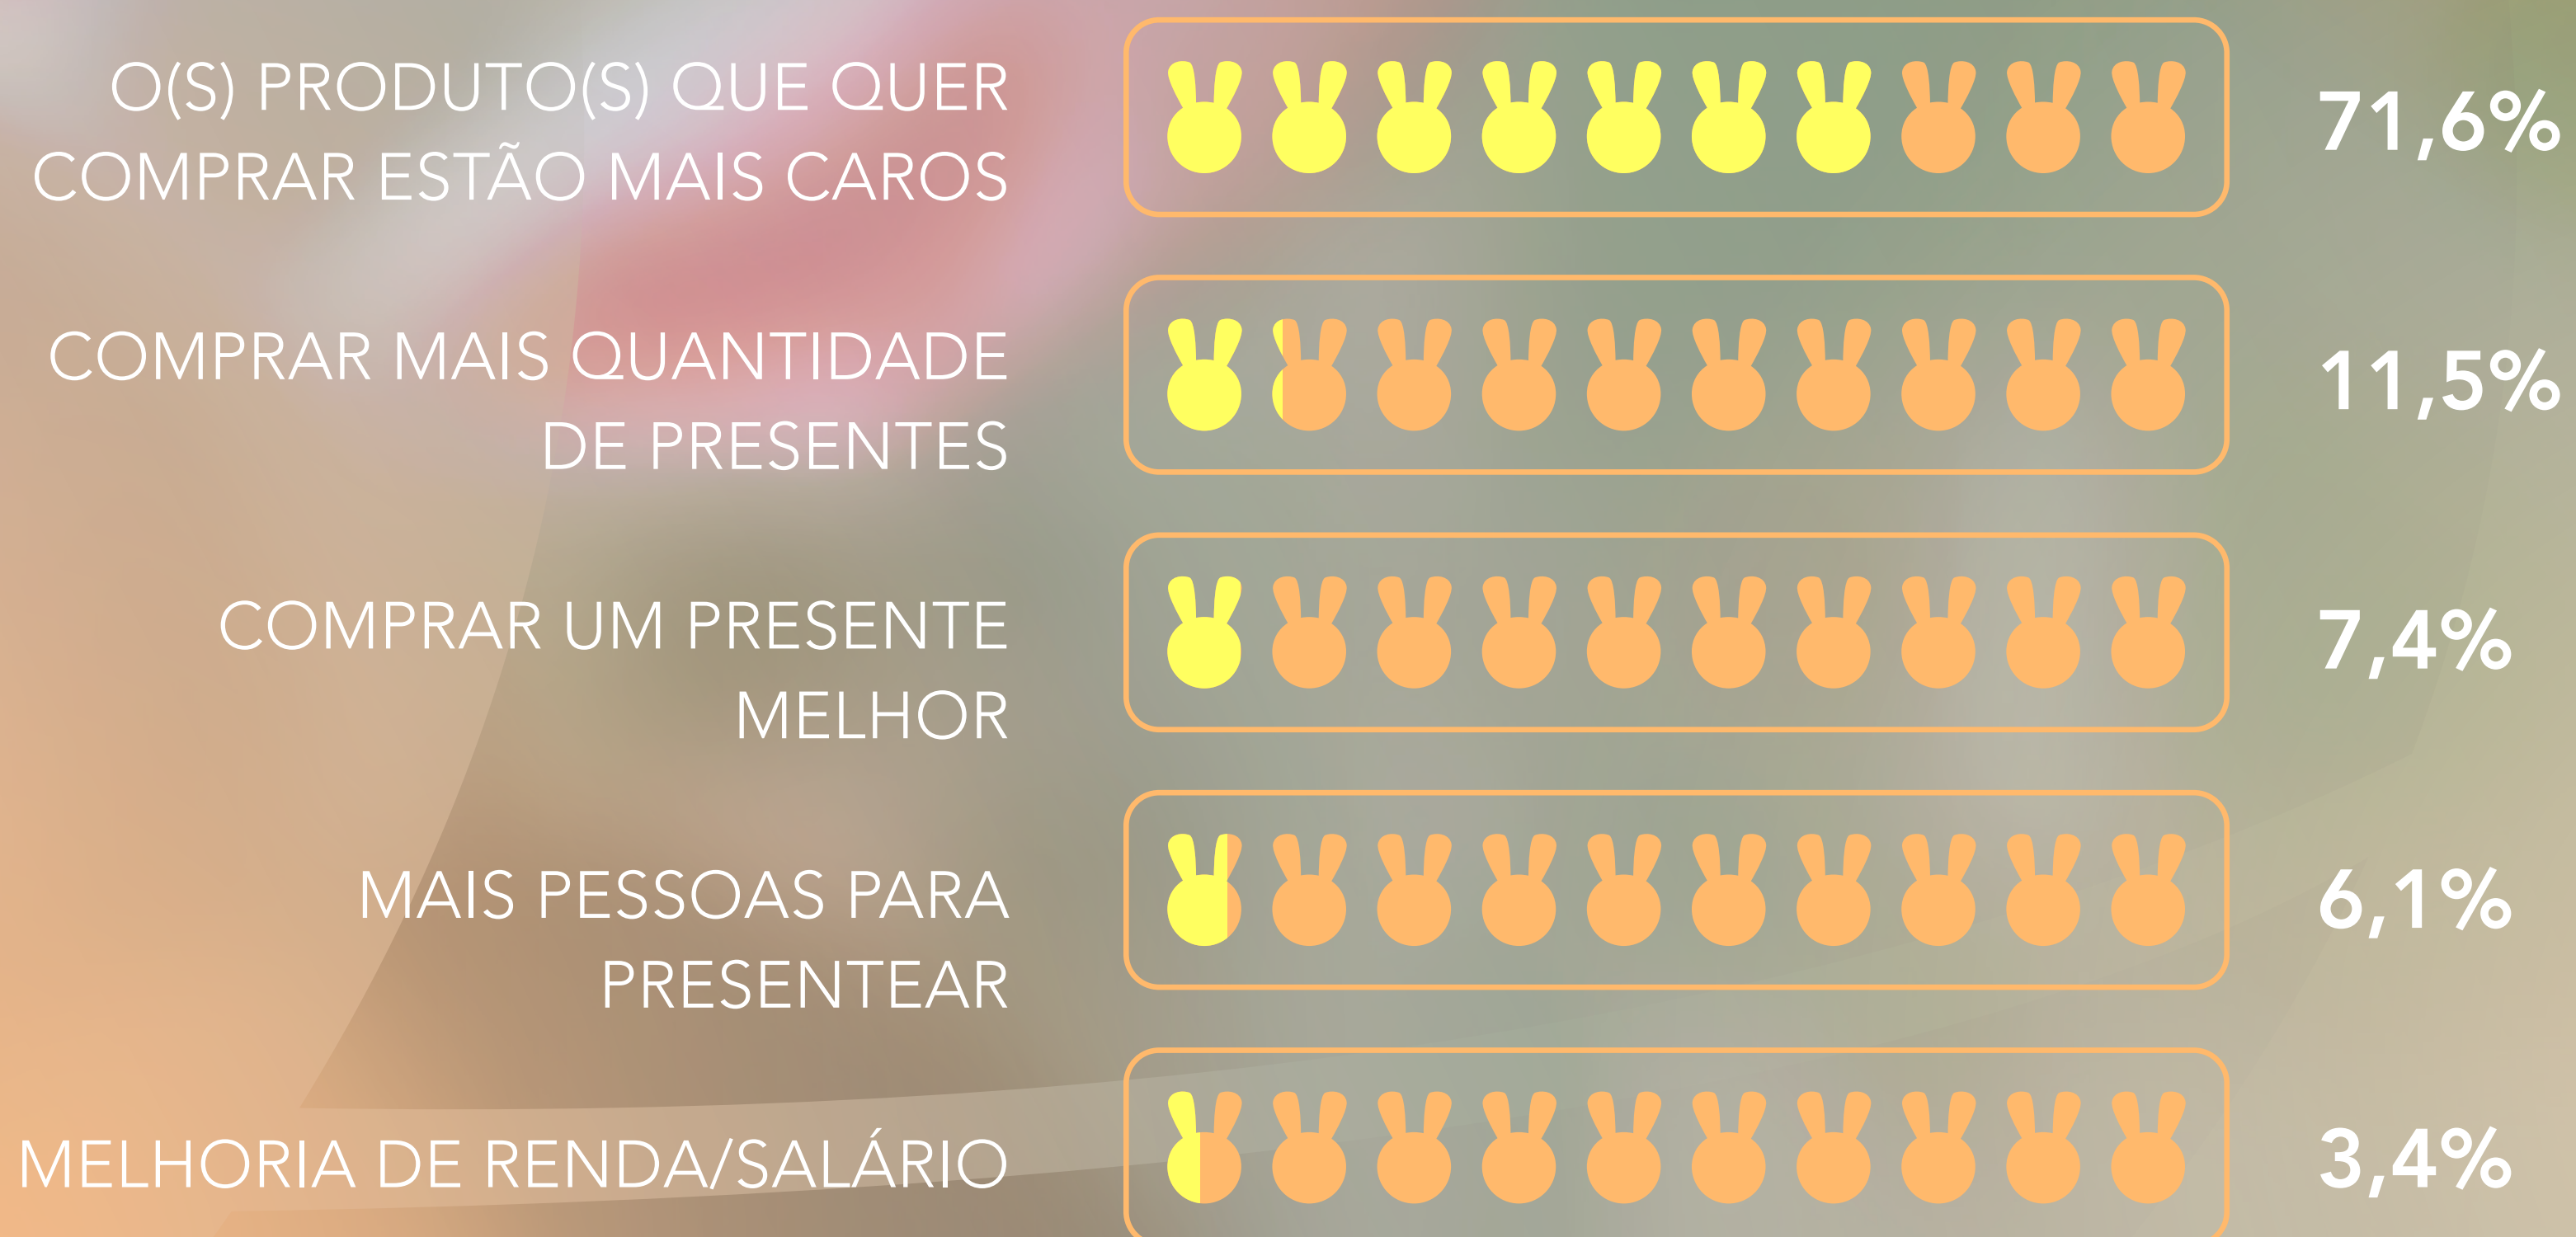 O(S) PRODUTO(S) QUE QUER
COMPRAR ESTÃO MAIS CAROS
71,6%
COMPRAR MAIS QUANTIDADE
DE PRESENTES
11,5%
COMPRAR UM PRESENTE
MELHOR
7,4%
MAIS PESSOAS PARA
PRESENTEAR
6,1%
MELHORIA DE RENDA/SALÁRIO
3,4%